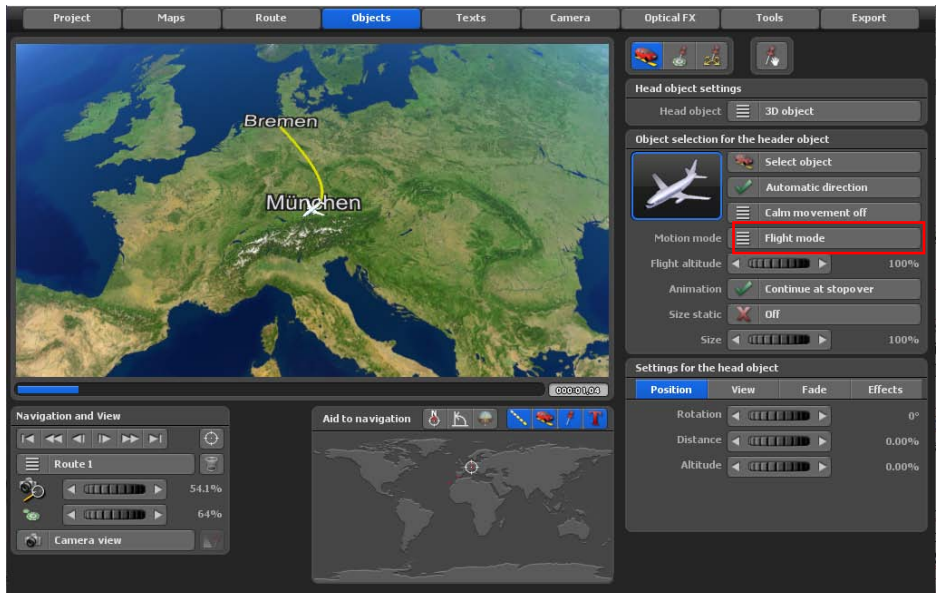 Project Maps Route Objects Texts Camera Optical FX Tools Export
Bremen
München
000:01,04
Head object settings
Head object 3D object
Object selection for the header object
Select object
Automatic direction
Calm movement off
Motion mode Flight mode
Flight altitude 100%
Animation Continue at stopover
Size static Off
Size 100%
Settings for the head object
Position View Fade Effects
Rotation 0°
Distance 0.00%
Altitude 0.00%
Navigation and View
Route 1
54.1%
64%
Camera view
Aid to navigation